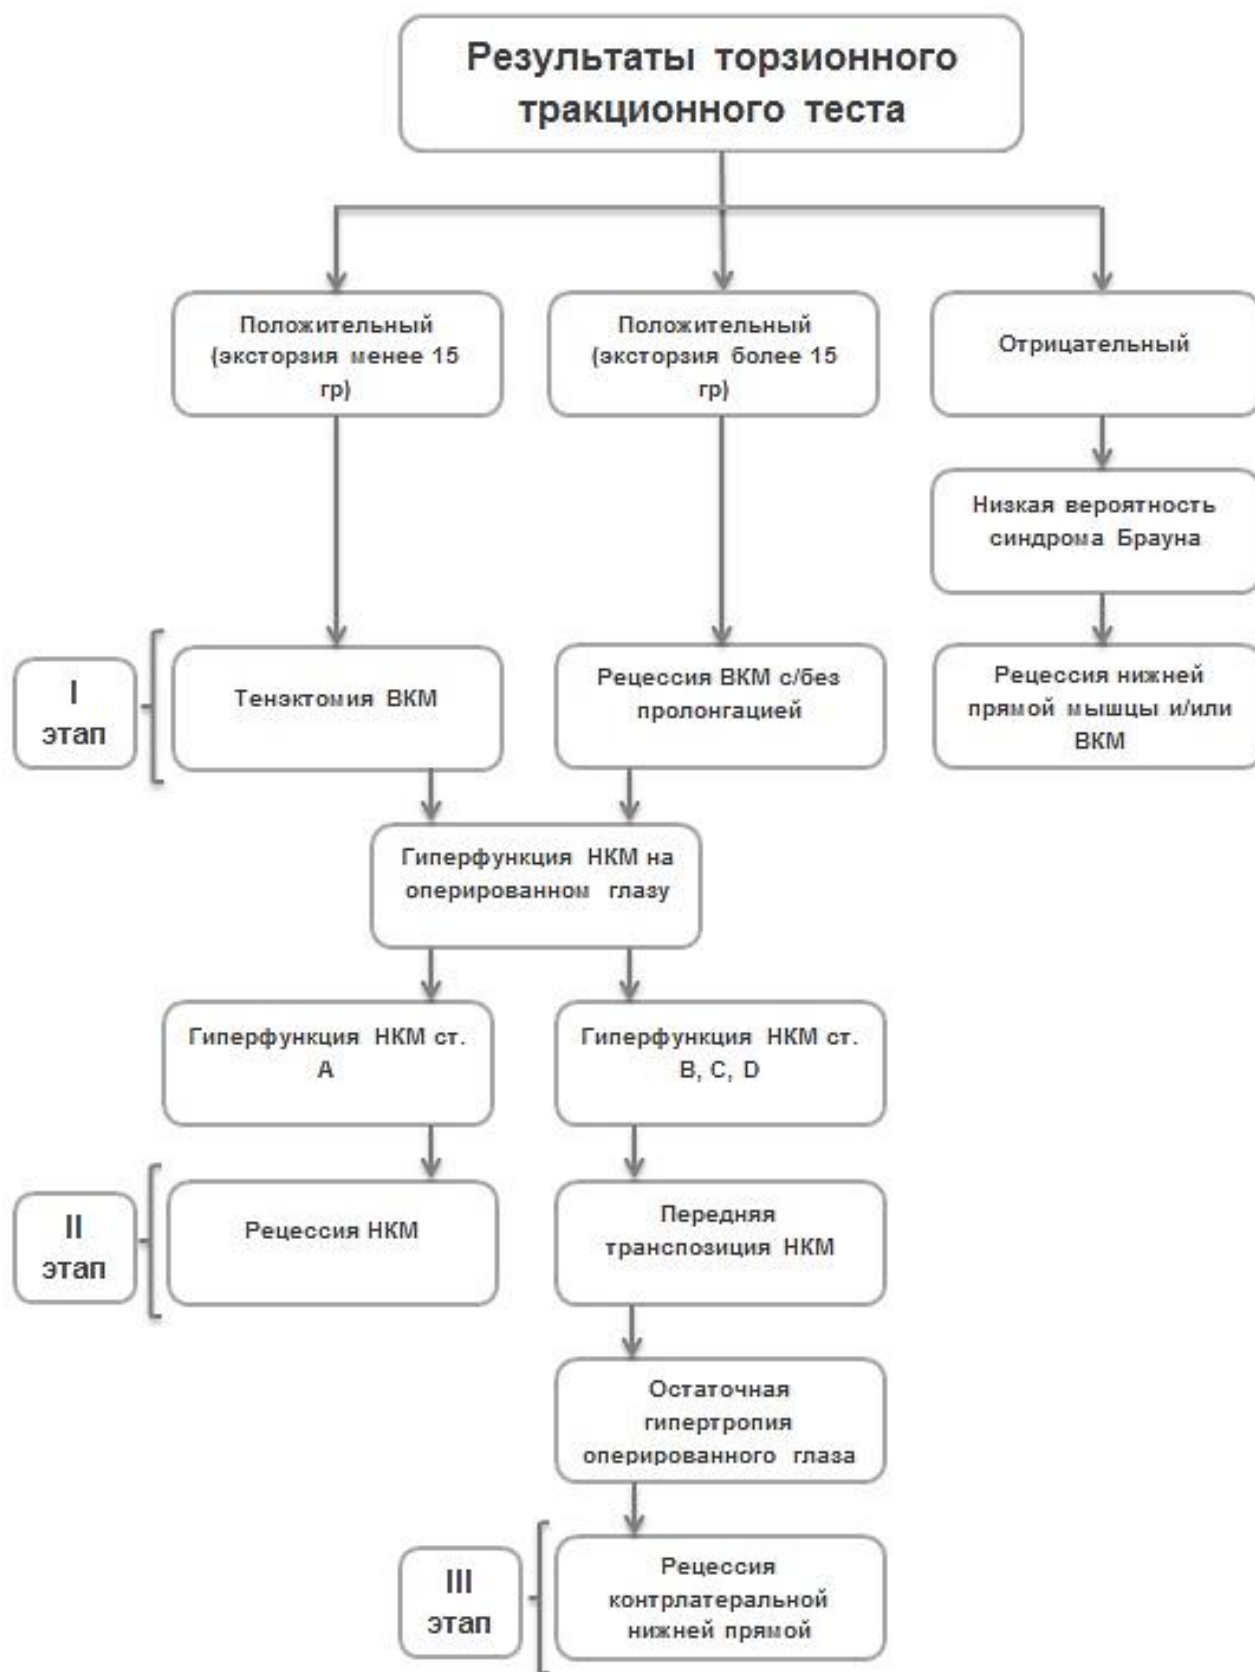 Результаты торзионного
тракционного теста
Положительный
(эксторзия менее 15
гр)
Положительный
(эксторзия более 15
гр)
Отрицательный
Низкая вероятность
синдрома Брауна
I
этап
Тенэктомия ВКМ
Рецессия ВКМ с/без
пролонгацией
Рецессия нижней
прямой мышцы и/или
ВКМ
Гиперфункция НКМ на
оперированном глазу
Гиперфункция НКМ ст.
А
Гиперфункция НКМ ст.
В, С, D
II
этап
Рецессия НКМ
Передняя
транспозиция НКМ
Остаточная
гипертропия
оперированного глаза
III
этап
Рецессия
контрлатеральной
нижней прямой